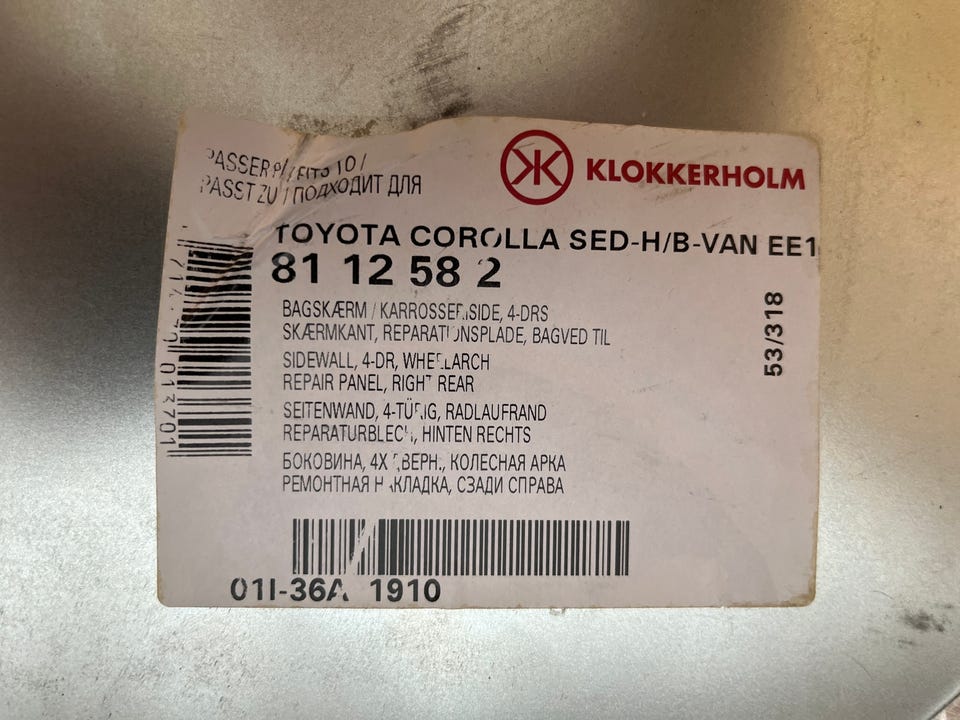 PASSER P/ FITS TO /
PASST ZU / ПОДХОДИТ ДЛЯ
KLOKKERHOLM
TOYOTA COROLLA SED-H/B-VAN EE1
81 12 58 2
BAGSKÆRM / KARROSSERISIDE, 4-DRS
SKÆRMKANT, REPARATIONSPLADE, BAGVED TIL
SIDEWALL, 4-DR, WHEELARCH
REPAIR PANEL, RIGHT REAR
SEITENWAND, 4-TÜRIG, RADLAUFRAND
REPARATURBLECH, HINTEN RECHTS
БОКОВИНА, 4Х ДВЕРН., КОЛЕСНАЯ АРКА
РЕМОНТНАЯ НАКЛАДКА, СЗАДИ СПРАВА
53/318
013701
01I-36A 1910